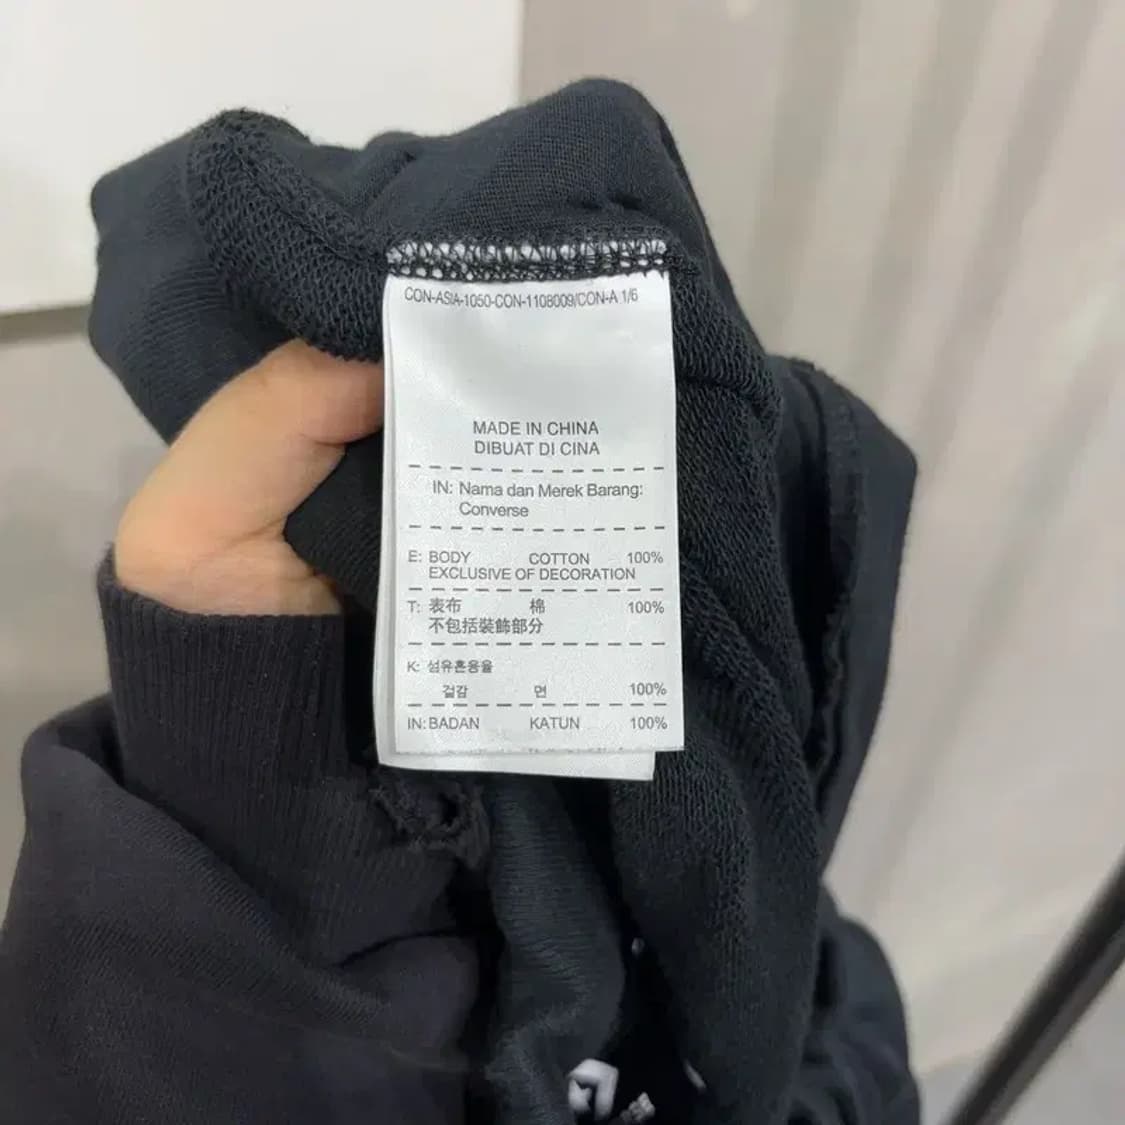 CON-ASIA-1050-CON-1108009/CON-A 1/6
MADE IN CHINA
DIBUAT DI CINA
IN: Nama dan Merek Barang:
Converse
E: BODY COTTON 100%
EXCLUSIVE OF DECORATION
T: 表布 棉 100%
不包括裝飾部分
K: 섬유혼용율
겉감 면 100%
IN: BADAN KATUN 100%